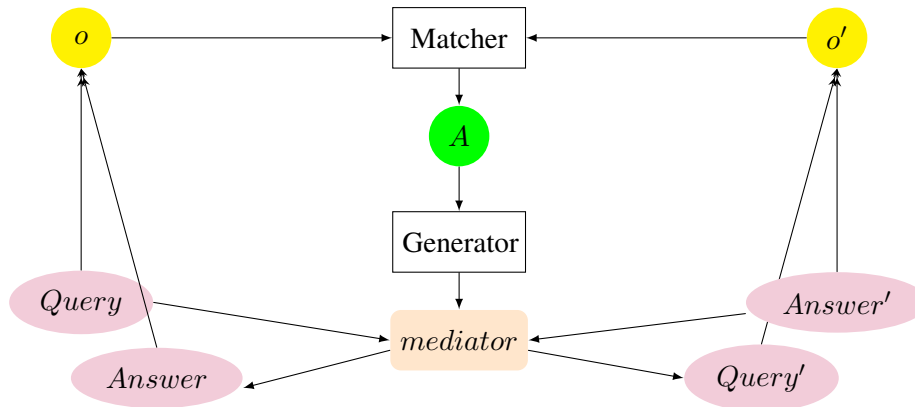 o
Matcher
o′
A
Generator
Query
Answer′
mediator
Answer
Query′